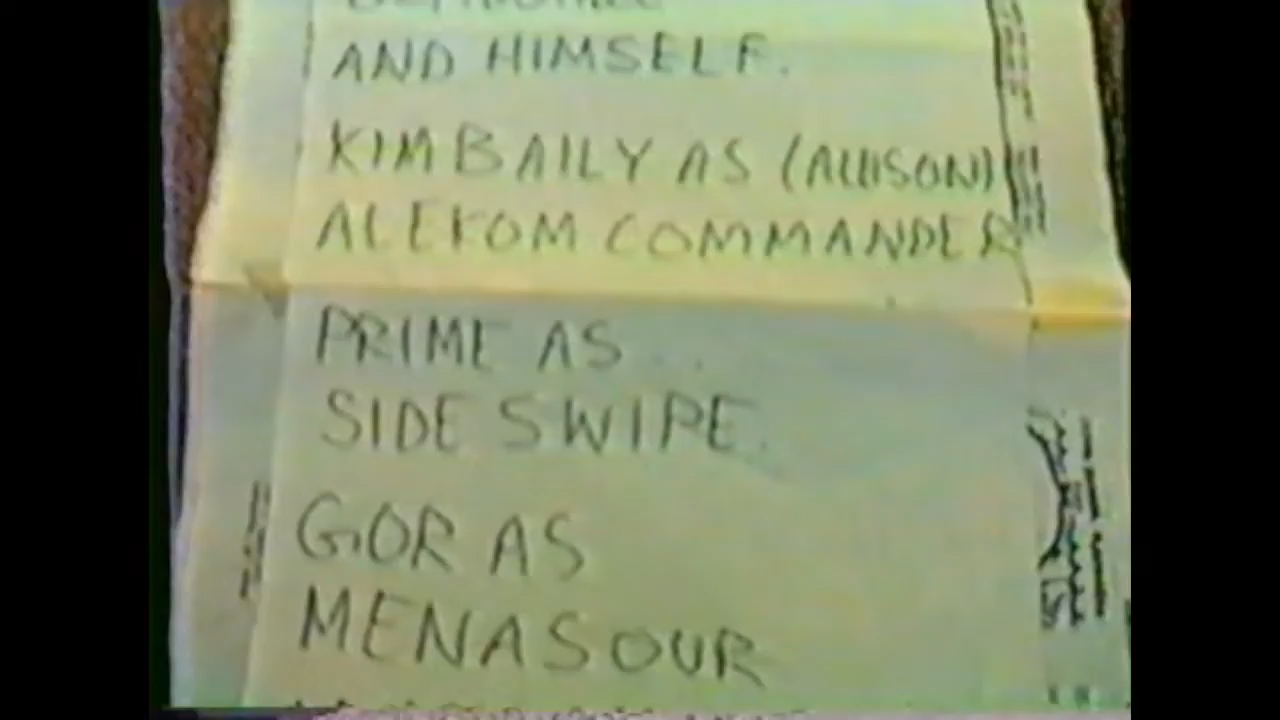 AND HIMSELF.
KIM BAILY AS (ALLISON)
ALEKOM COMMANDER
PRIME AS
SIDE SWIPE.
GOR AS
MENASOUR